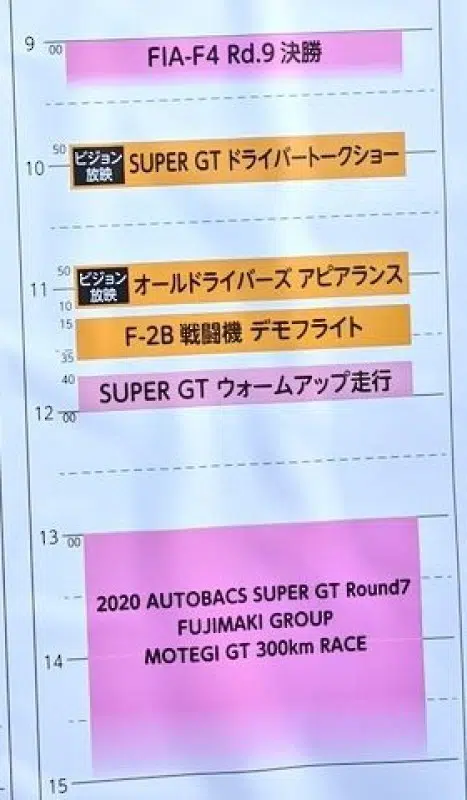 9
00
FIA-F4 Rd.9 決勝
50
10
ビジョン
放映
SUPER GT ドライバートークショー
50
11
ビジョン
放映
オールドライバーズ アピアランス
10
15
F-2B 戦闘機 デモフライト
35
40
SUPER GT ウォームアップ走行
12
00
13
00
2020 AUTOBACS SUPER GT Round7
FUJIMAKI GROUP
MOTEGI GT 300km RACE
14
15